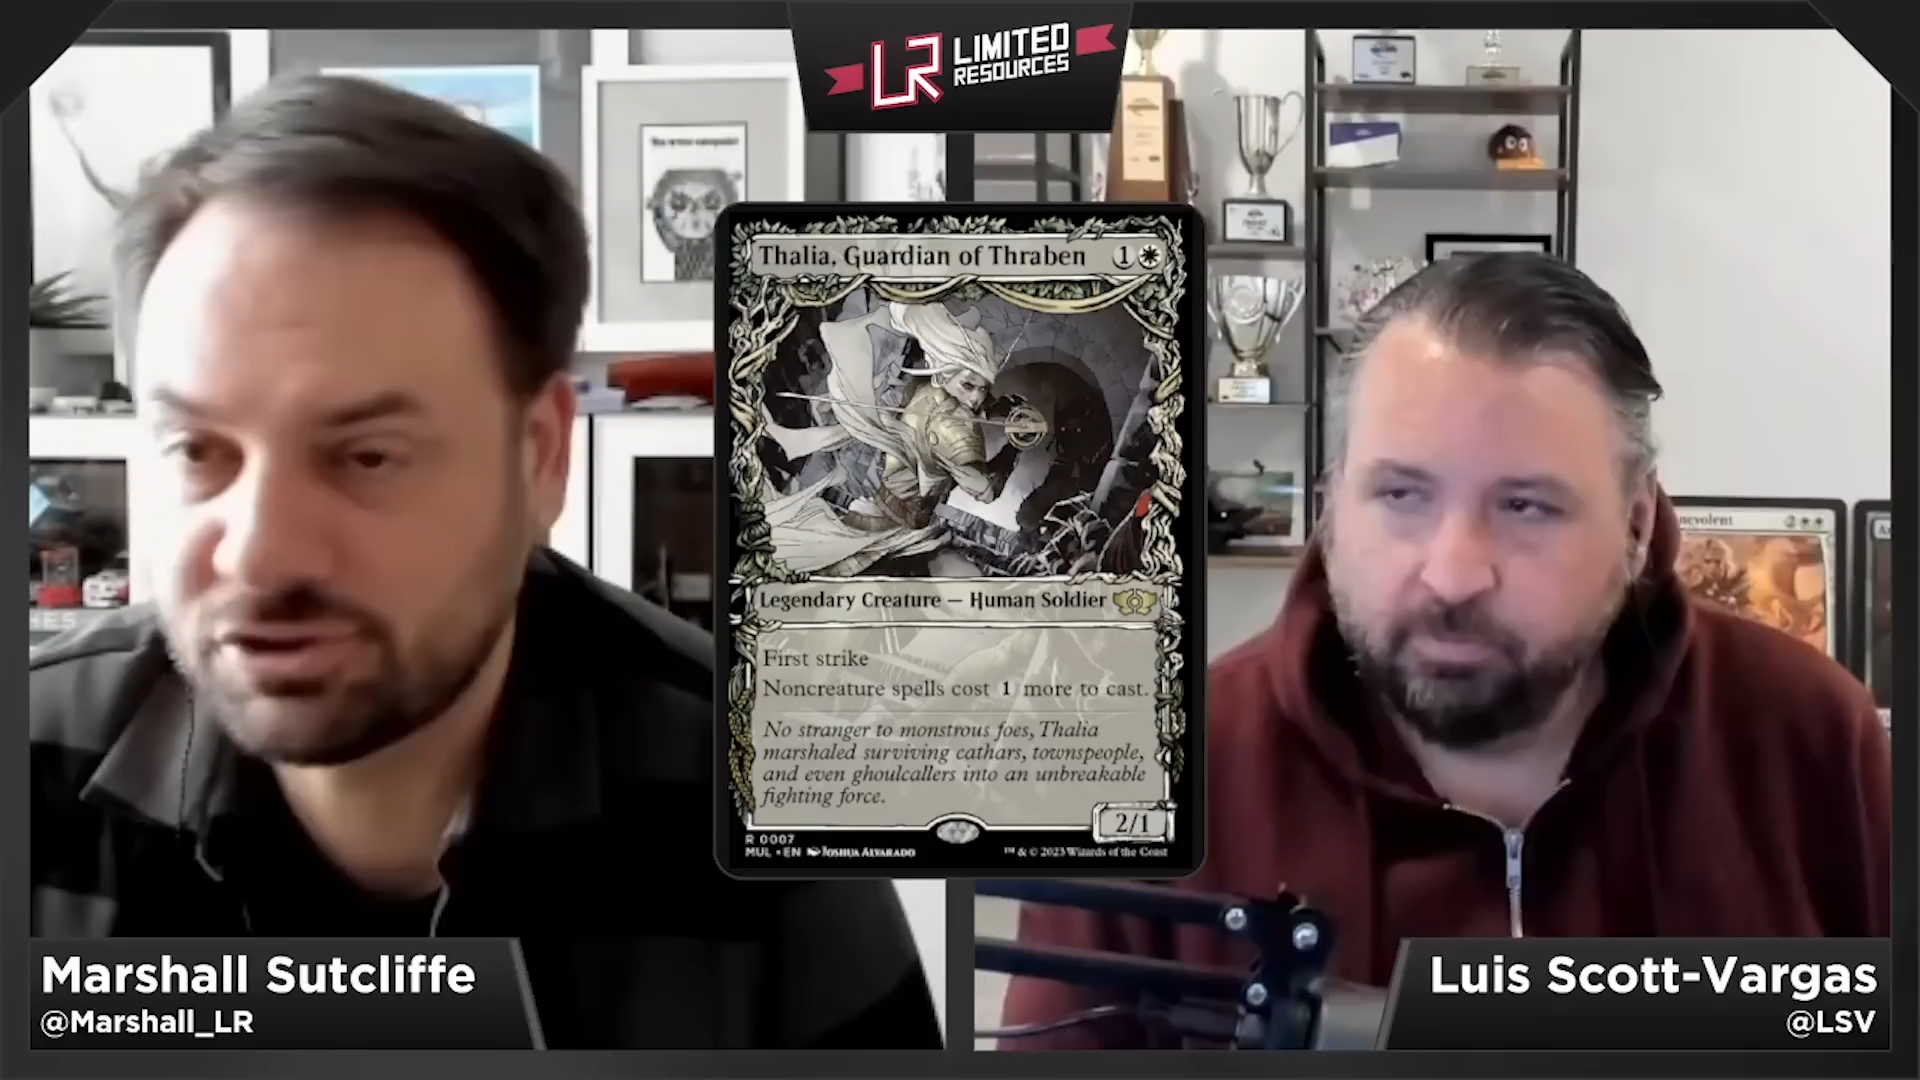 LR LIMITED
RESOURCES
Thalia, Guardian of Thraben 1
Legendary Creature — Human Soldier
First strike
Noncreature spells cost 1 more to cast.
No stranger to monstrous foes, Thalia
marshaled surviving cathars, townspeople,
and even ghoulcallers into an unbreakable
fighting force.
2/1
R 0007
MUL • EN Joshua Alvarado
™ & © 2023 Wizards of the Coast
nevolent 2
Marshall Sutcliffe
@Marshall_LR
Luis Scott-Vargas
@LSV